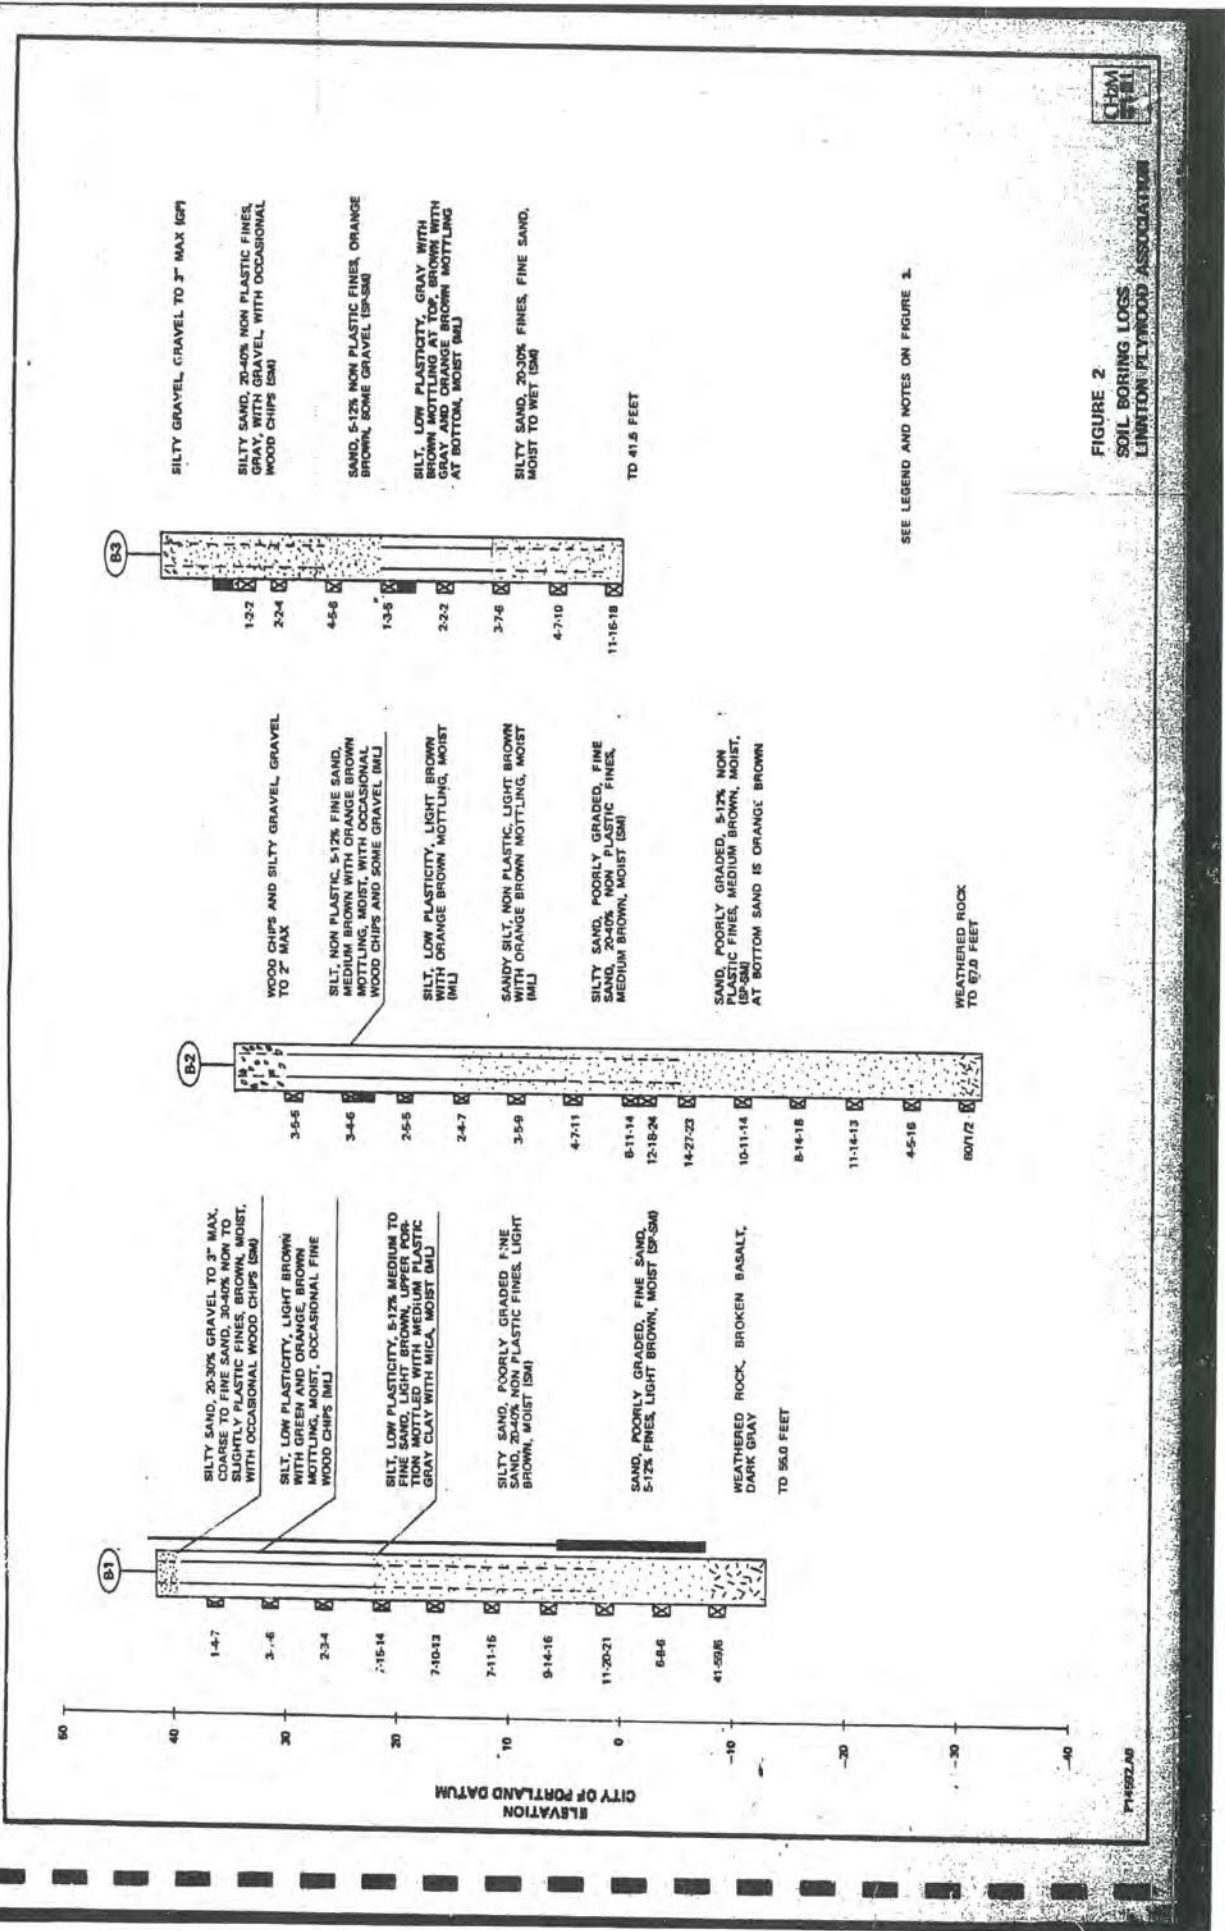 B-1
1-4-7
2-3-4
7-15-14
7-10-13
7-11-15
9-14-16
11-20-21
6-8-6
41-59/6
SILTY SAND, 20-30% GRAVEL TO 3" MAX,
COARSE TO FINE SAND, 30-40% NON TO
SLIGHTLY PLASTIC FINES, BROWN, MOIST,
WITH OCCASIONAL WOOD CHIPS (SM)
SILT, LOW PLASTICITY, LIGHT BROWN
WITH GREEN AND ORANGE, BROWN
MOTTLING, MOIST, OCCASIONAL FINE
WOOD CHIPS (ML)
SILT, LOW PLASTICITY, 5-12% MEDIUM TO
FINE SAND, LIGHT BROWN, UPPER POR-
TION MOTTLED WITH MEDIUM PLASTIC
GRAY CLAY WITH MICA, MOIST (ML)
SILTY SAND, POORLY GRADED FINE
SAND, 20-40% NON PLASTIC FINES, LIGHT
BROWN, MOIST (SM)
SAND, POORLY GRADED, FINE SAND,
5-12% FINES, LIGHT BROWN, MOIST (SP-SM)
WEATHERED ROCK, BROKEN BASALT,
DARK GRAY
TO 55.0 FEET
B-2
3-5-5
3-4-6
2-5-5
2-4-7
3-5-9
4-7-11
8-11-14
12-18-24
14-27-23
10-11-14
8-14-18
11-14-13
4-5-16
80/1/2
WOOD CHIPS AND SILTY GRAVEL, GRAVEL
TO 2" MAX
SILT, NON PLASTIC, 5-12% FINE SAND,
MEDIUM BROWN WITH ORANGE BROWN
MOTTLING, MOIST, WITH OCCASIONAL
WOOD CHIPS AND SOME GRAVEL (ML)
SILT, LOW PLASTICITY, LIGHT BROWN
WITH ORANGE BROWN MOTTLING, MOIST
(ML)
SANDY SILT, NON PLASTIC, LIGHT BROWN
WITH ORANGE BROWN MOTTLING, MOIST
(ML)
SILTY SAND, POORLY GRADED, FINE
SAND, 20-40% NON PLASTIC FINES,
MEDIUM BROWN, MOIST (SM)
SAND, POORLY GRADED, 5-12% NON
PLASTIC FINES, MEDIUM BROWN, MOIST,
(SP-SM)
AT BOTTOM SAND IS ORANGE BROWN
WEATHERED ROCK
TO 67.0 FEET
B-3
1-2-2
2-2-4
4-5-6
1-3-5
2-2-2
3-7-6
4-7-10
11-16-18
SILTY GRAVEL, GRAVEL TO 3" MAX (GP)
SILTY SAND, 20-40% NON PLASTIC FINES,
GRAY, WITH GRAVEL, WITH OCCASIONAL
WOOD CHIPS (SM)
SAND, 5-12% NON PLASTIC FINES, ORANGE
BROWN, SOME GRAVEL (SP-SM)
SILT, LOW PLASTICITY, GRAY WITH
BROWN MOTTLING AT TOP, BROWN WITH
GRAY AND ORANGE BROWN MOTTLING
AT BOTTOM, MOIST (ML)
SILTY SAND, 20-30% FINES, FINE SAND,
MOIST TO WET (SM)
TO 41.5 FEET
50
40
30
20
10
0
-10
-20
-30
-40
ELEVATION
CITY OF PORTLAND DATUM
SEE LEGEND AND NOTES ON FIGURE
FIGURE 2
SOIL BORING LOGS
LINNTON PLYWOOD ASSOCIATION
CH2M
HILL
P14592.A0